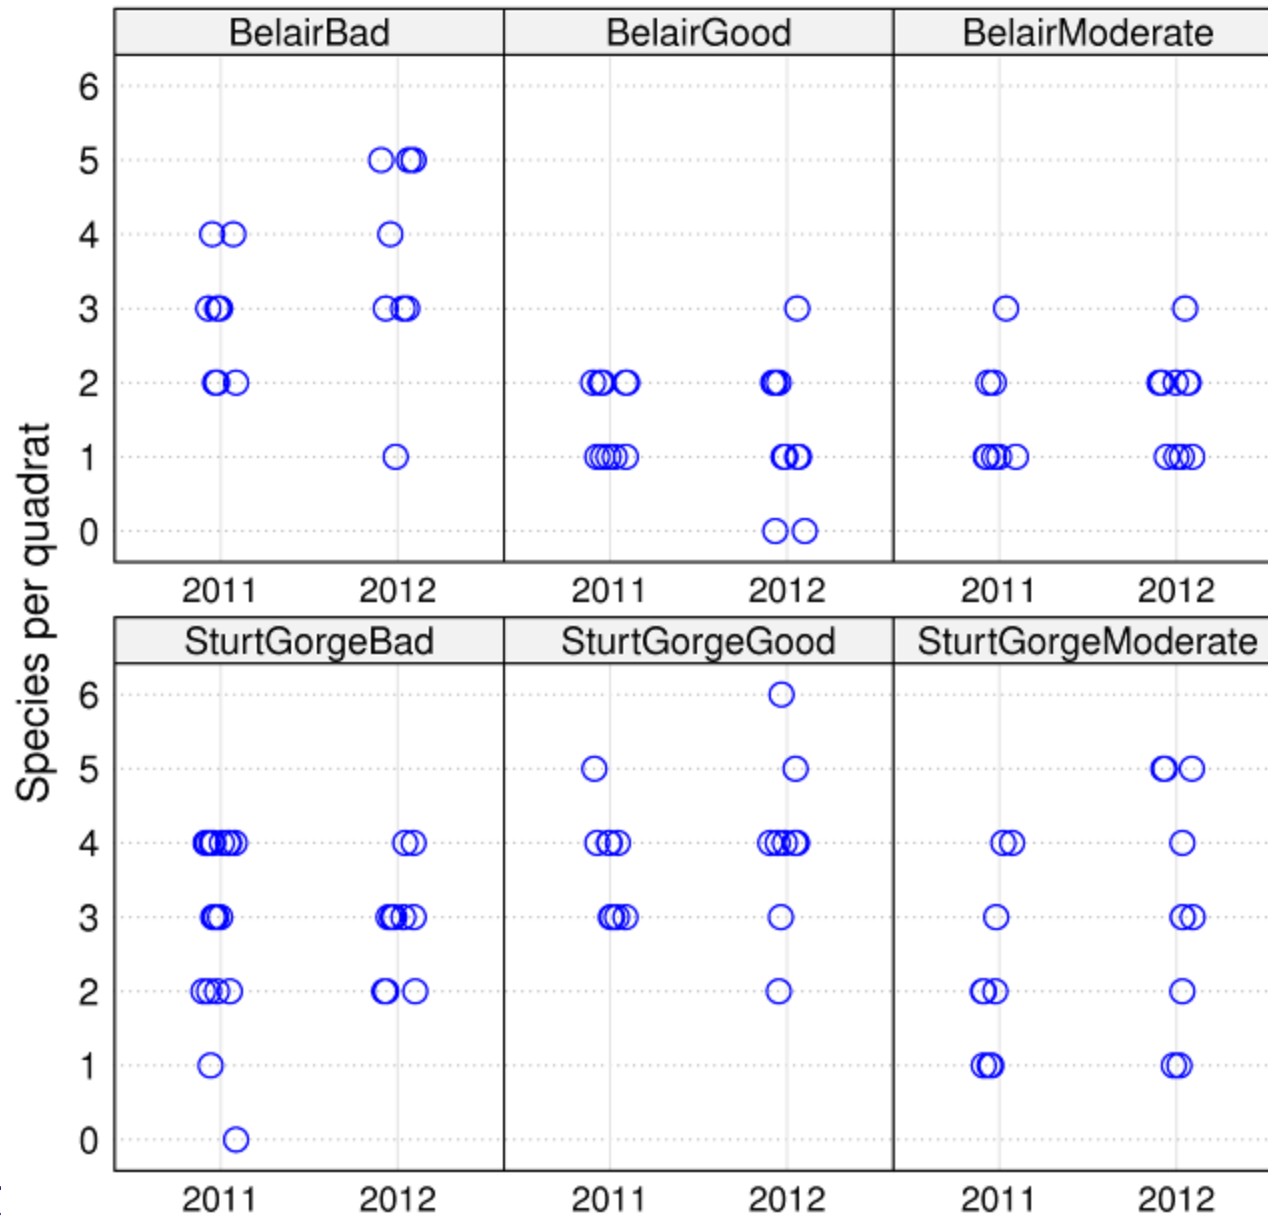 BelairBad BelairGood BelairModerate
6
5
4
3
2
1
0
2011 2012 2011 2012 2011 2012
Species per quadrat
SturtGorgeBad SturtGorgeGood SturtGorgeModerate
6
5
4
3
2
1
0
2011 2012 2011 2012 2011 2012